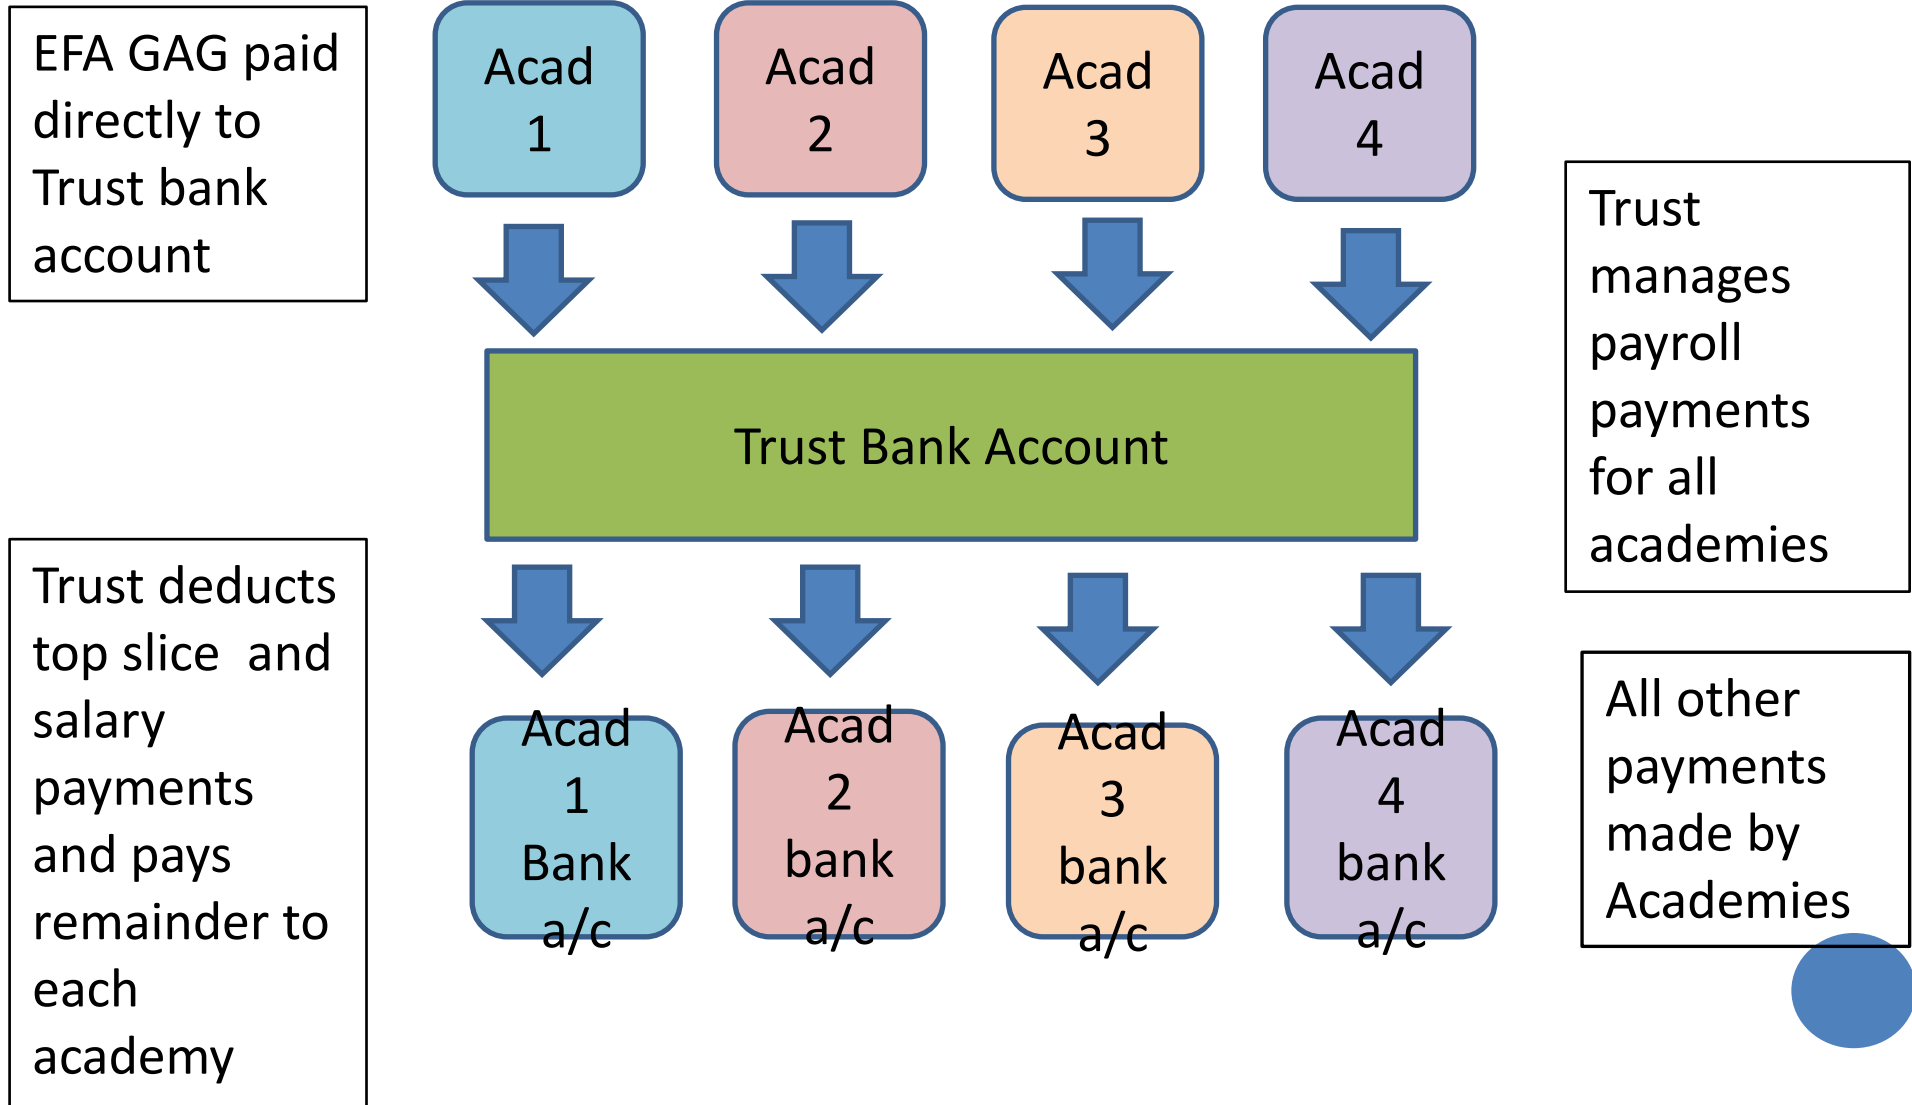 EFA GAG paid
directly to
Trust bank
account
Acad
1
Acad
2
Acad
3
Acad
4
Trust
manages
payroll
payments
for all
academies
Trust Bank Account
Trust deducts
top slice  and
salary
payments
and pays
remainder to
each
academy
Acad
1
Bank
a/c
Acad
2
bank
a/c
Acad
3
bank
a/c
Acad
4
bank
a/c
All other
payments
made by
Academies